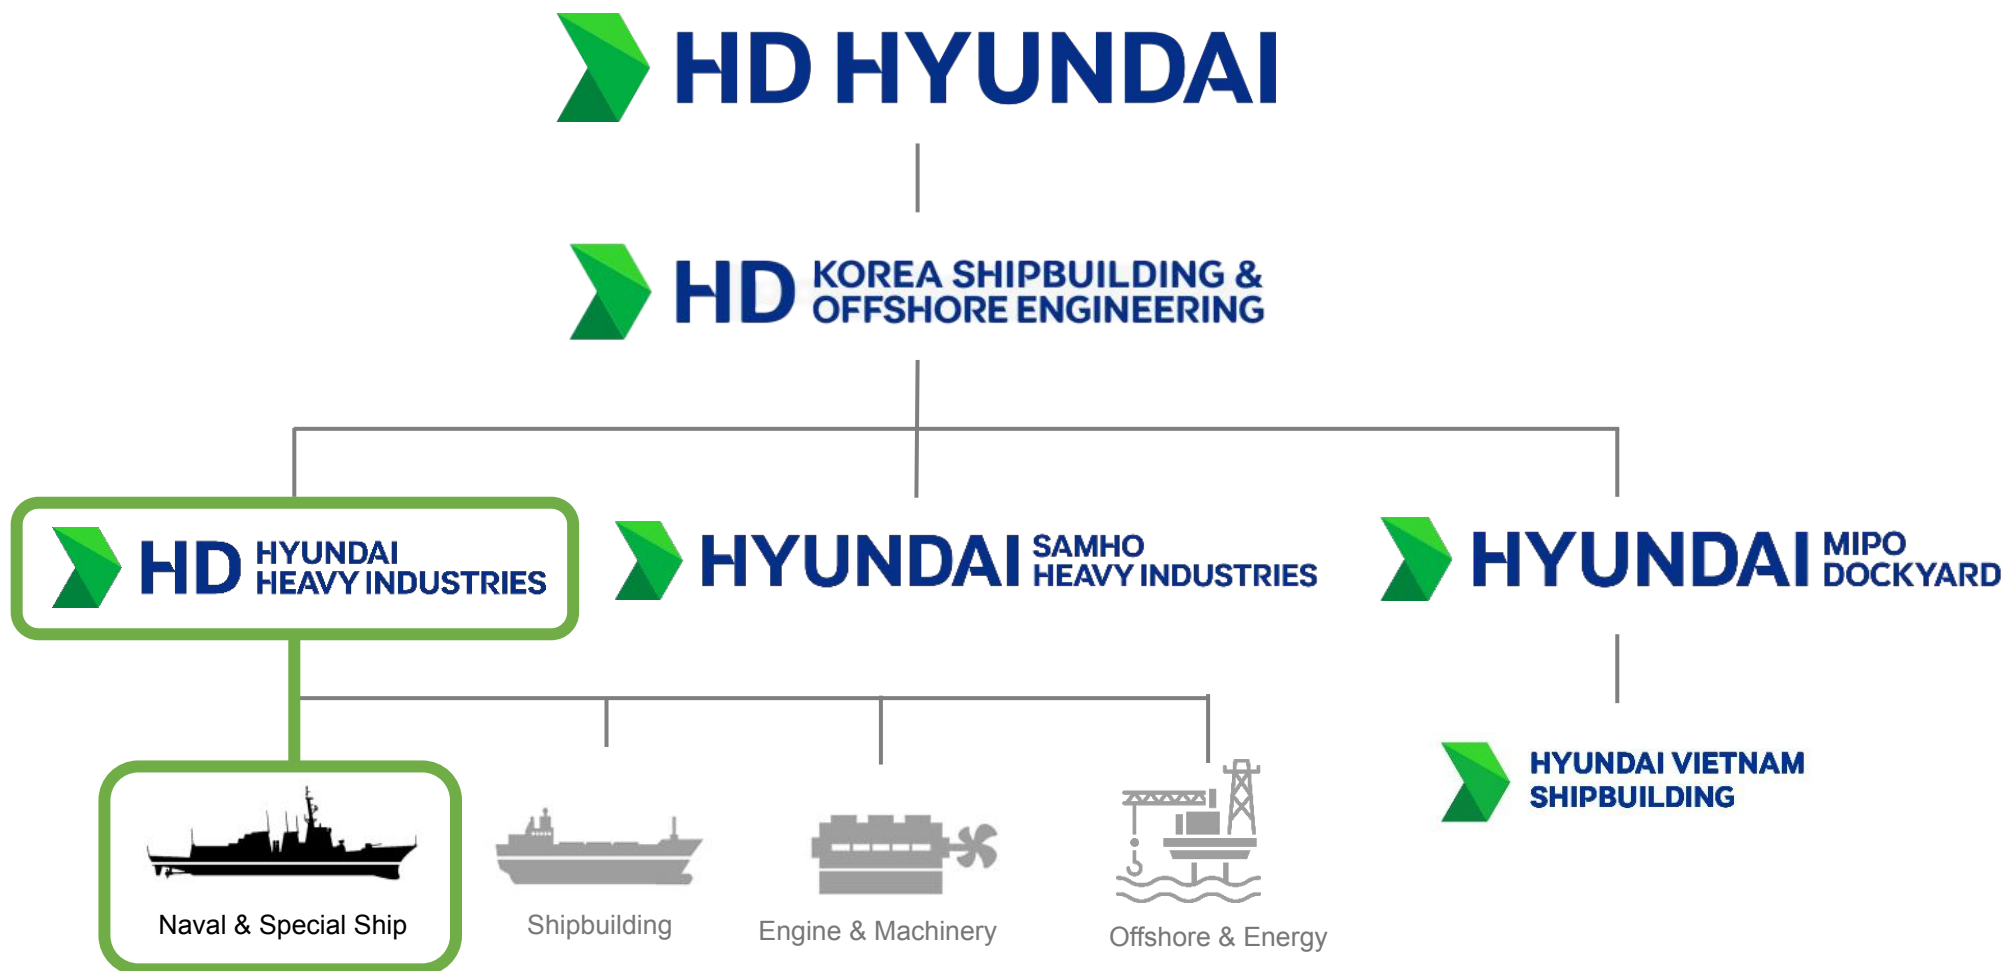 HD HYUNDAI
HD KOREA SHIPBUILDING &
OFFSHORE ENGINEERING
HD HYUNDAI
HEAVY INDUSTRIES
HYUNDAI SAMHO
HEAVY INDUSTRIES
HYUNDAI MIPO
DOCKYARD
HYUNDAI VIETNAM
SHIPBUILDING
Naval & Special Ship
Shipbuilding
Engine & Machinery
Offshore & Energy